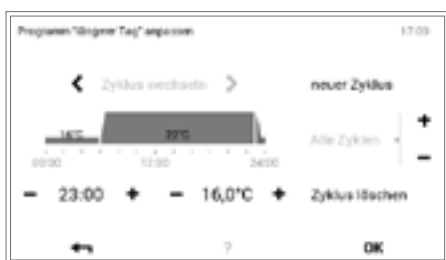 Programm "längerer Tag" anpassen 17:00
Zyklus wechseln neuer Zyklus
16°C 20°C Alle Zyklen
00:00 12:00 24:00
− 23:00 + − 16,0°C + Zyklus löschen
? OK